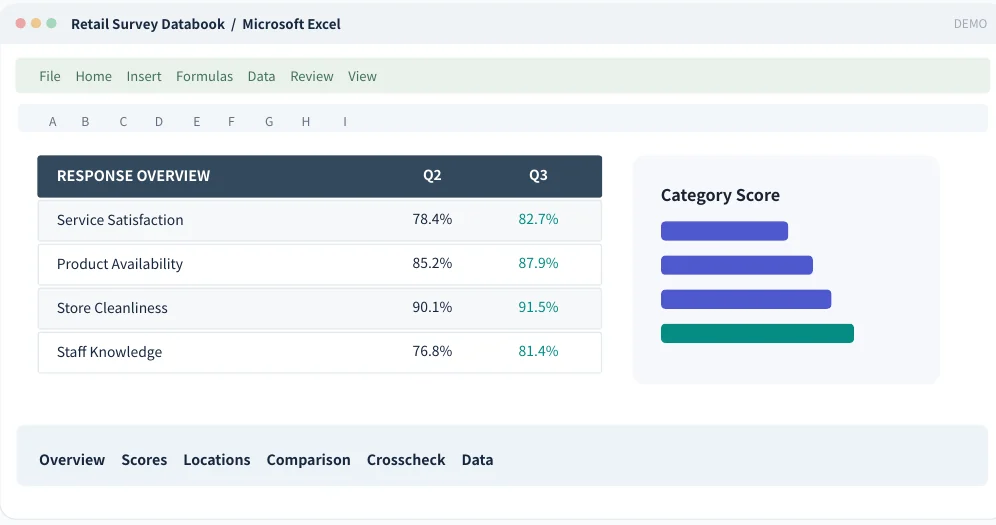 Retail Survey Databook / Microsoft Excel DEMO
File Home Insert Formulas Data Review View
A B C D E F G H I
RESPONSE OVERVIEW Q2 Q3
Service Satisfaction 78.4% 82.7%
Product Availability 85.2% 87.9%
Store Cleanliness 90.1% 91.5%
Staff Knowledge 76.8% 81.4%
Category Score
Overview Scores Locations Comparison Crosscheck Data